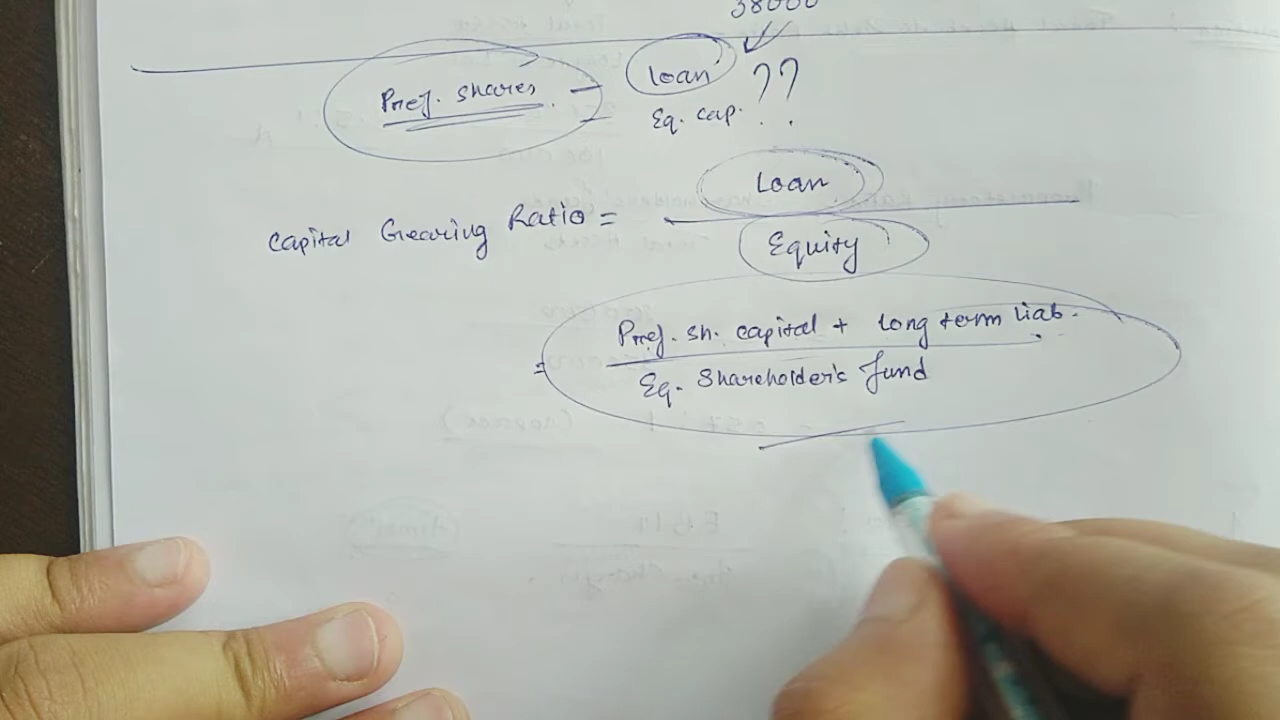 38000
Pref. shares - loan ??
Eq. cap.
Capital Gearing Ratio = Loan
Equity
= Pref. sh. capital + long term liab.
Eq. Shareholder's fund